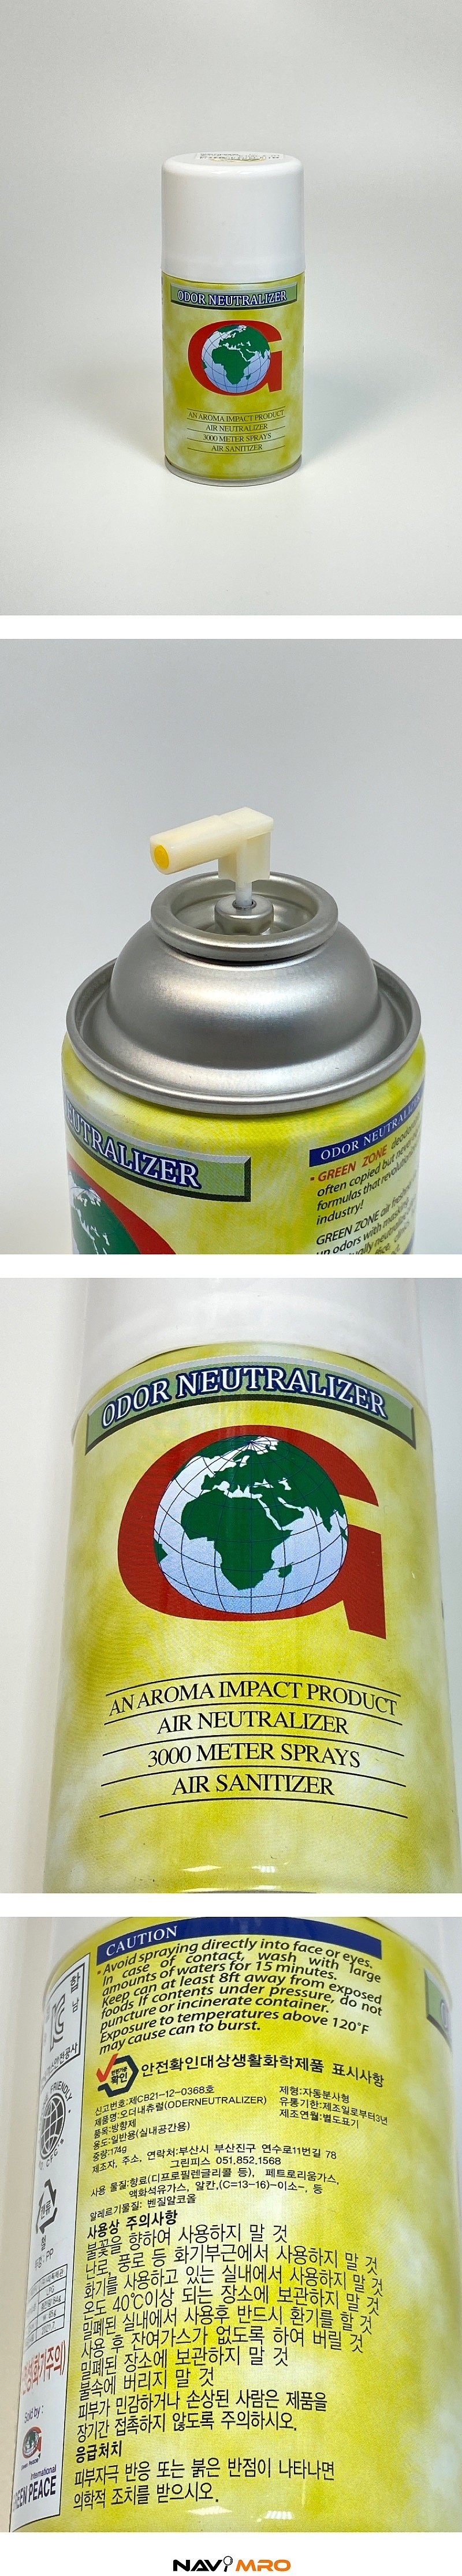 ODOR NEUTRALIZER
AN AROMA IMPACT PRODUCT
AIR NEUTRALIZER
3000 METER SPRAYS
AIR SANITIZER
EUTRALIZER
ODOR NEUTRALIZ
GREEN ZONE deodori
often copied but ne
formulas that revolu
industry!
GREEN ZONE air fresh
ODOR NEUTRALIZER
AN AROMA IMPACT PRODUCT
AIR NEUTRALIZER
3000 METER SPRAYS
AIR SANITIZER
CAUTION
Avoid spraying directly into face or eyes.
In case of contact, wash with large
amounts of waters for 15 minutes.
Keep can at least 8ft away from exposed
foods if contents under pressure, do not
puncture or incinerate container.
Exposure to temperatures above 120°F
may cause can to burst.
확인 안전확인대상생활화학제품 표시사항
신고번호:제CB21-12-0368호
제형:자동분사형
제품명:오더내츄럴(ODERNEUTRALIZER)
유통기한:제조일로부터3년
품목:방향제
제조연월:별도표기
용도:일반용(실내공간용)
중량:174g
제조자, 주소, 연락처:부산시 부산진구 연수로11번길 78
그린피스 051.852.1568
사용 물질:향료(디프로필렌글리콜 등), 페트로리움가스,
액화석유가스, 알칸,(C=13-16)-이소-, 등
알레르기물질: 벤질알코올
사용상 주의사항
불꽃을 향하여 사용하지 말 것
난로, 풍로 등 화기부근에서 사용하지 말 것
화기를 사용하고 있는 실내에서 사용하지 말 것
온도 40℃이상 되는 장소에 보관하지 말 것
밀폐된 실내에서 사용후 반드시 환기를 할 것
사용 후 잔여가스가 없도록 하여 버릴 것
밀폐된 장소에 보관하지 말 것
불속에 버리지 말 것
피부가 민감하거나 손상된 사람은 제품을
장기간 접촉하지 않도록 주의하시오.
응급처치
피부자극 반응 또는 붉은 반점이 나타나면
의학적 조치를 받으시오.
Sold by :
International
EEN PEACE
NAVIMRO